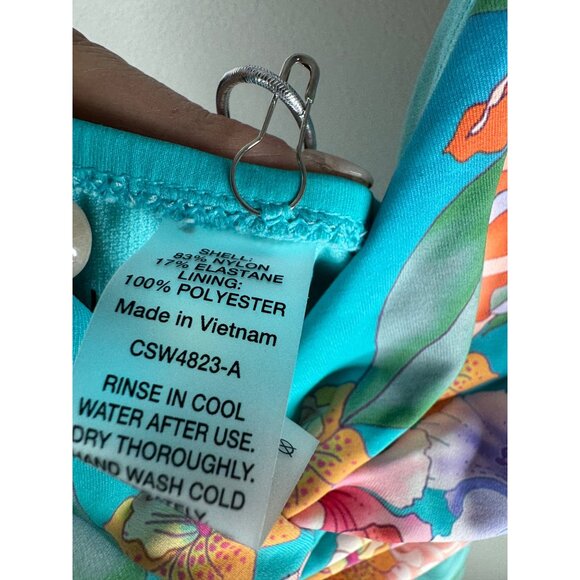 SHELL:
83% NYLON
17% ELASTANE
LINING:
100% POLYESTER
Made in Vietnam
CSW4823-A
RINSE IN COOL
WATER AFTER USE.
DRY THOROUGHLY.
HAND WASH COLD